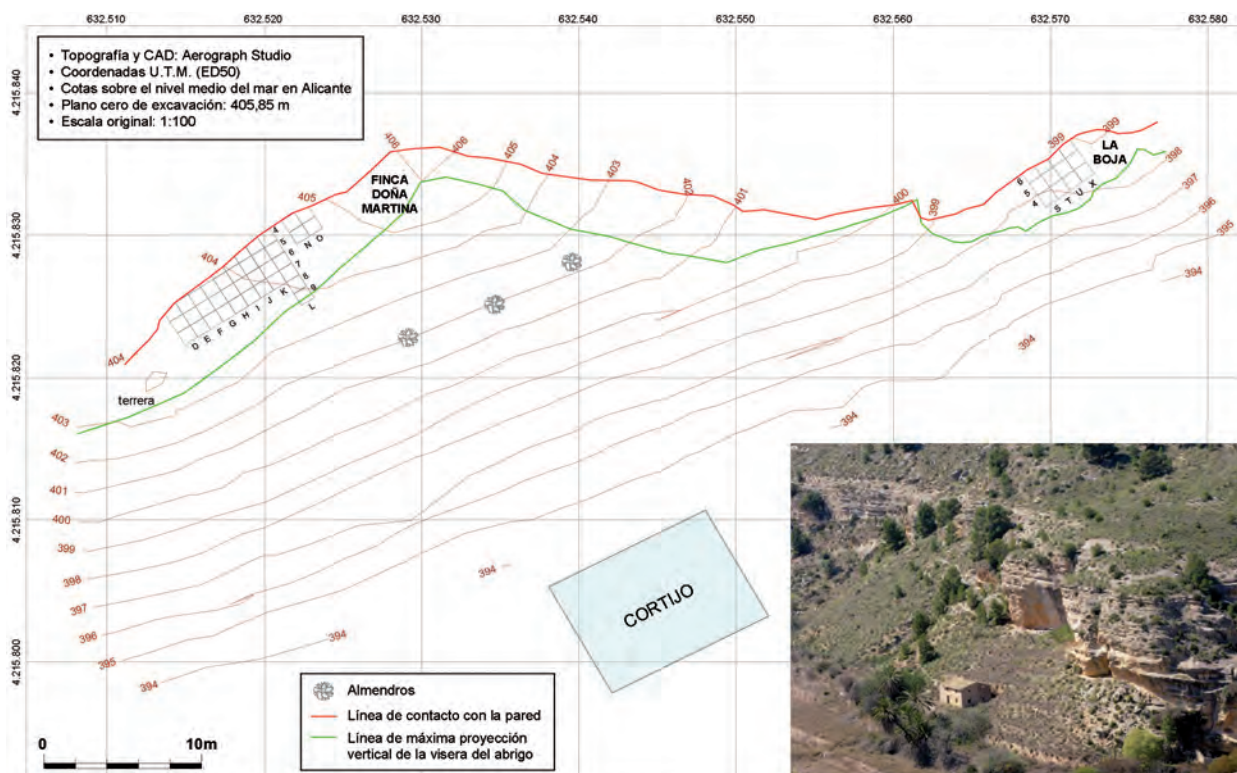 632.510 632.520 632.530 632.540 632.550 632.560 632.570 632.580
• Topografía y CAD: Aerograph Studio
• Coordenadas U.T.M. (ED50)
• Cotas sobre el nivel medio del mar en Alicante
• Plano cero de excavación: 405,85 m
• Escala original: 1:100
4.215.840
4.215.830
4.215.820
4.215.810
4.215.800
406
406
405
404
403
402
401
400
399
399
399
398
397
396
395
394
LA
BOJA
6
5
4
S T U X
FINCA
DOÑA
MARTINA
405
404
404
4
5
6
7
8
9
N O
D E F G H I J K
L
terrera
403
402
401
400
399
398
397
396
395
394
394
394
394
394
CORTIJO
Almendros
Línea de contacto con la pared
Línea de máxima proyección
vertical de la visera del abrigo
0 10m